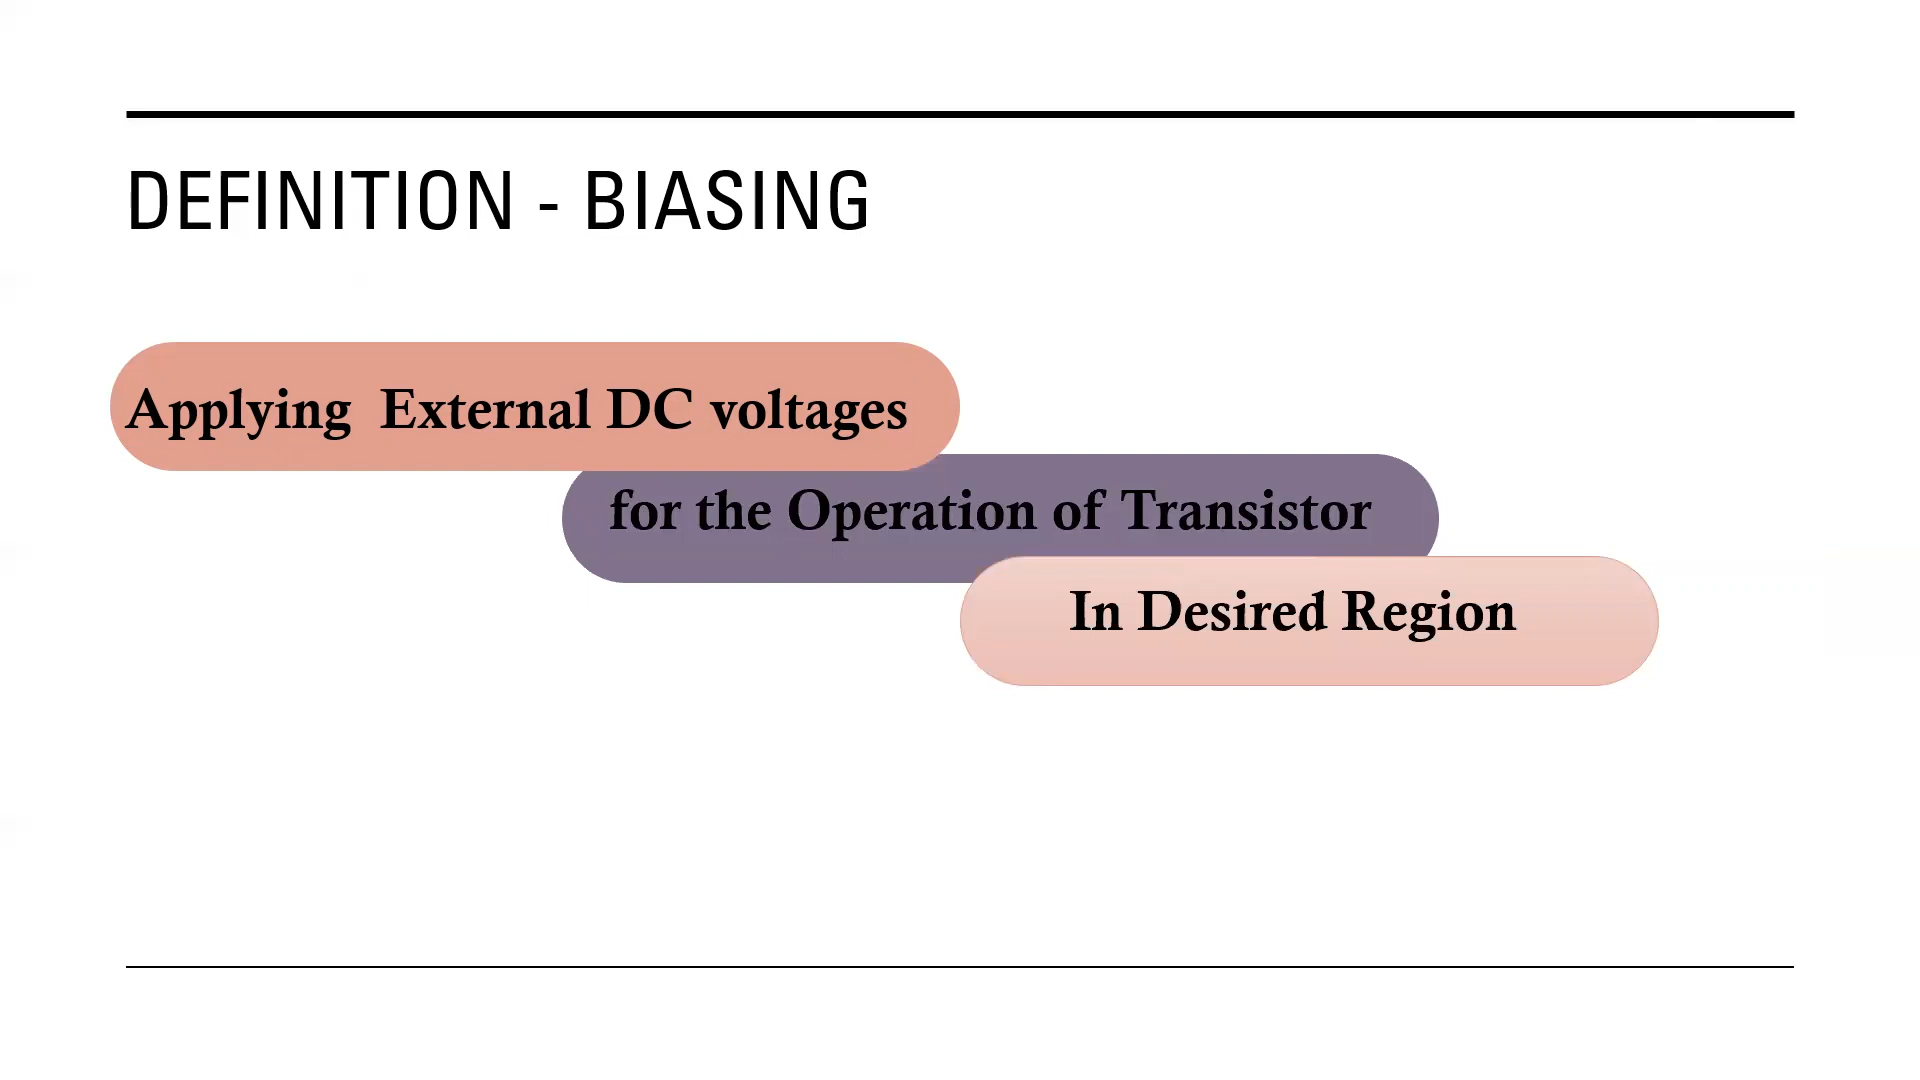 DEFINITION - BIASING
Applying External DC voltages
for the Operation of Transistor
In Desired Region